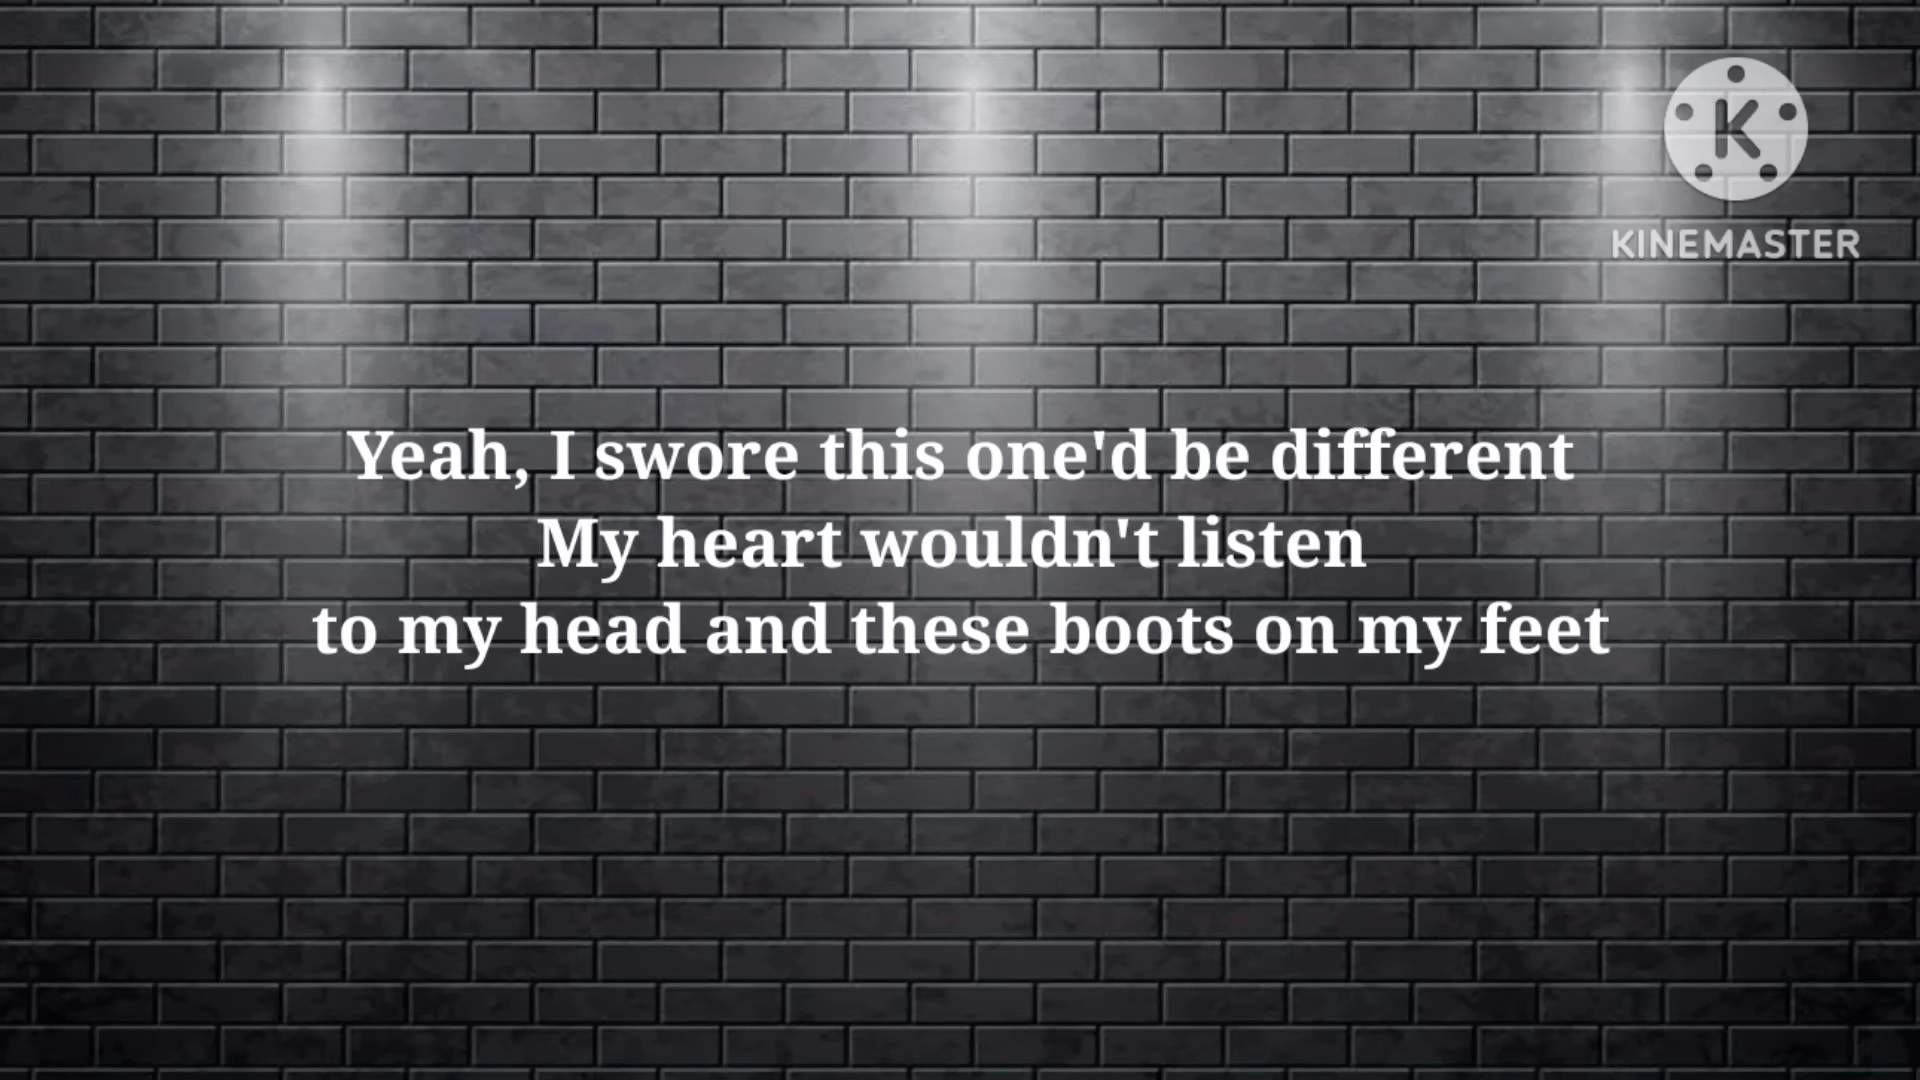 K
KINEMASTER
Yeah, I swore this one'd be different
My heart wouldn't listen
to my head and these boots on my feet